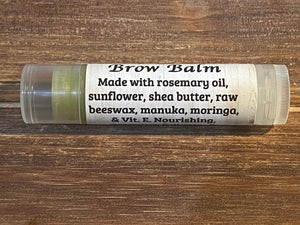 Brow Balm
Made with rosemary oil,
sunflower, shea butter, raw
beeswax, manuka, moringa,
& Vit. E. Nourishing,